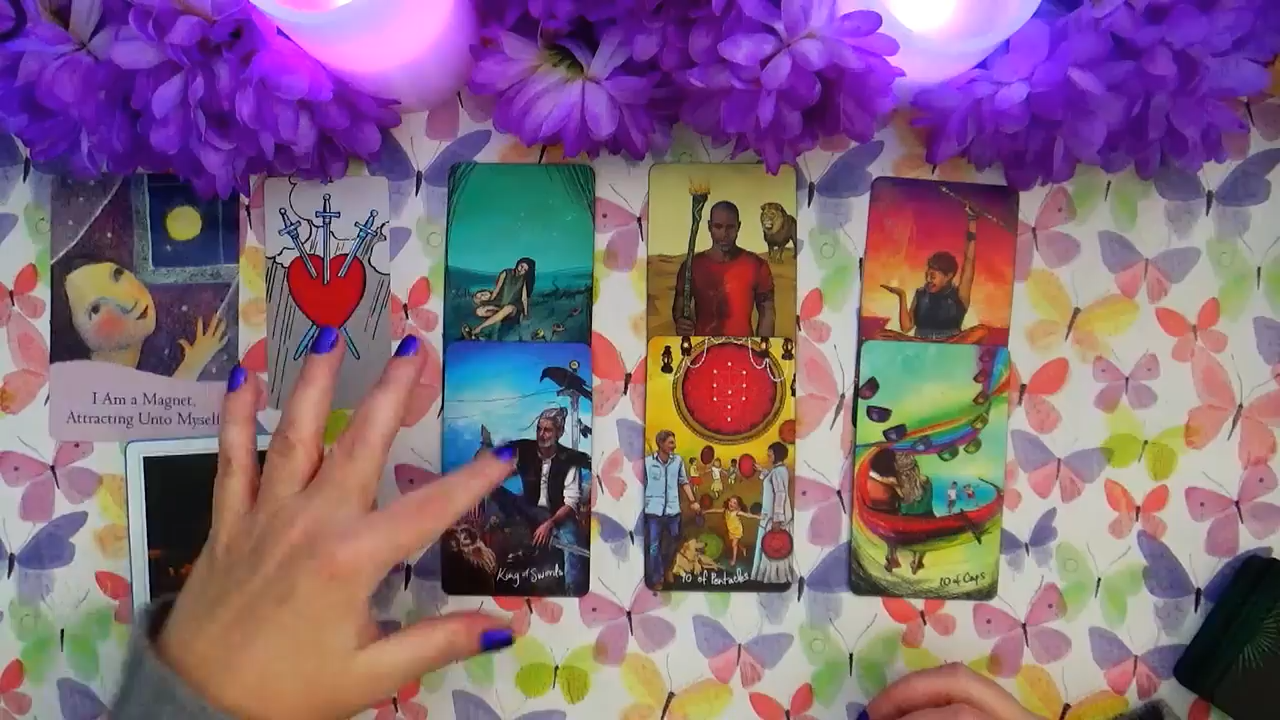 I Am a Magnet,
Attracting Unto Myself
King of Swords
10 of Pentacles
10 of Cups